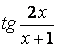 tg 2x/(x+1)